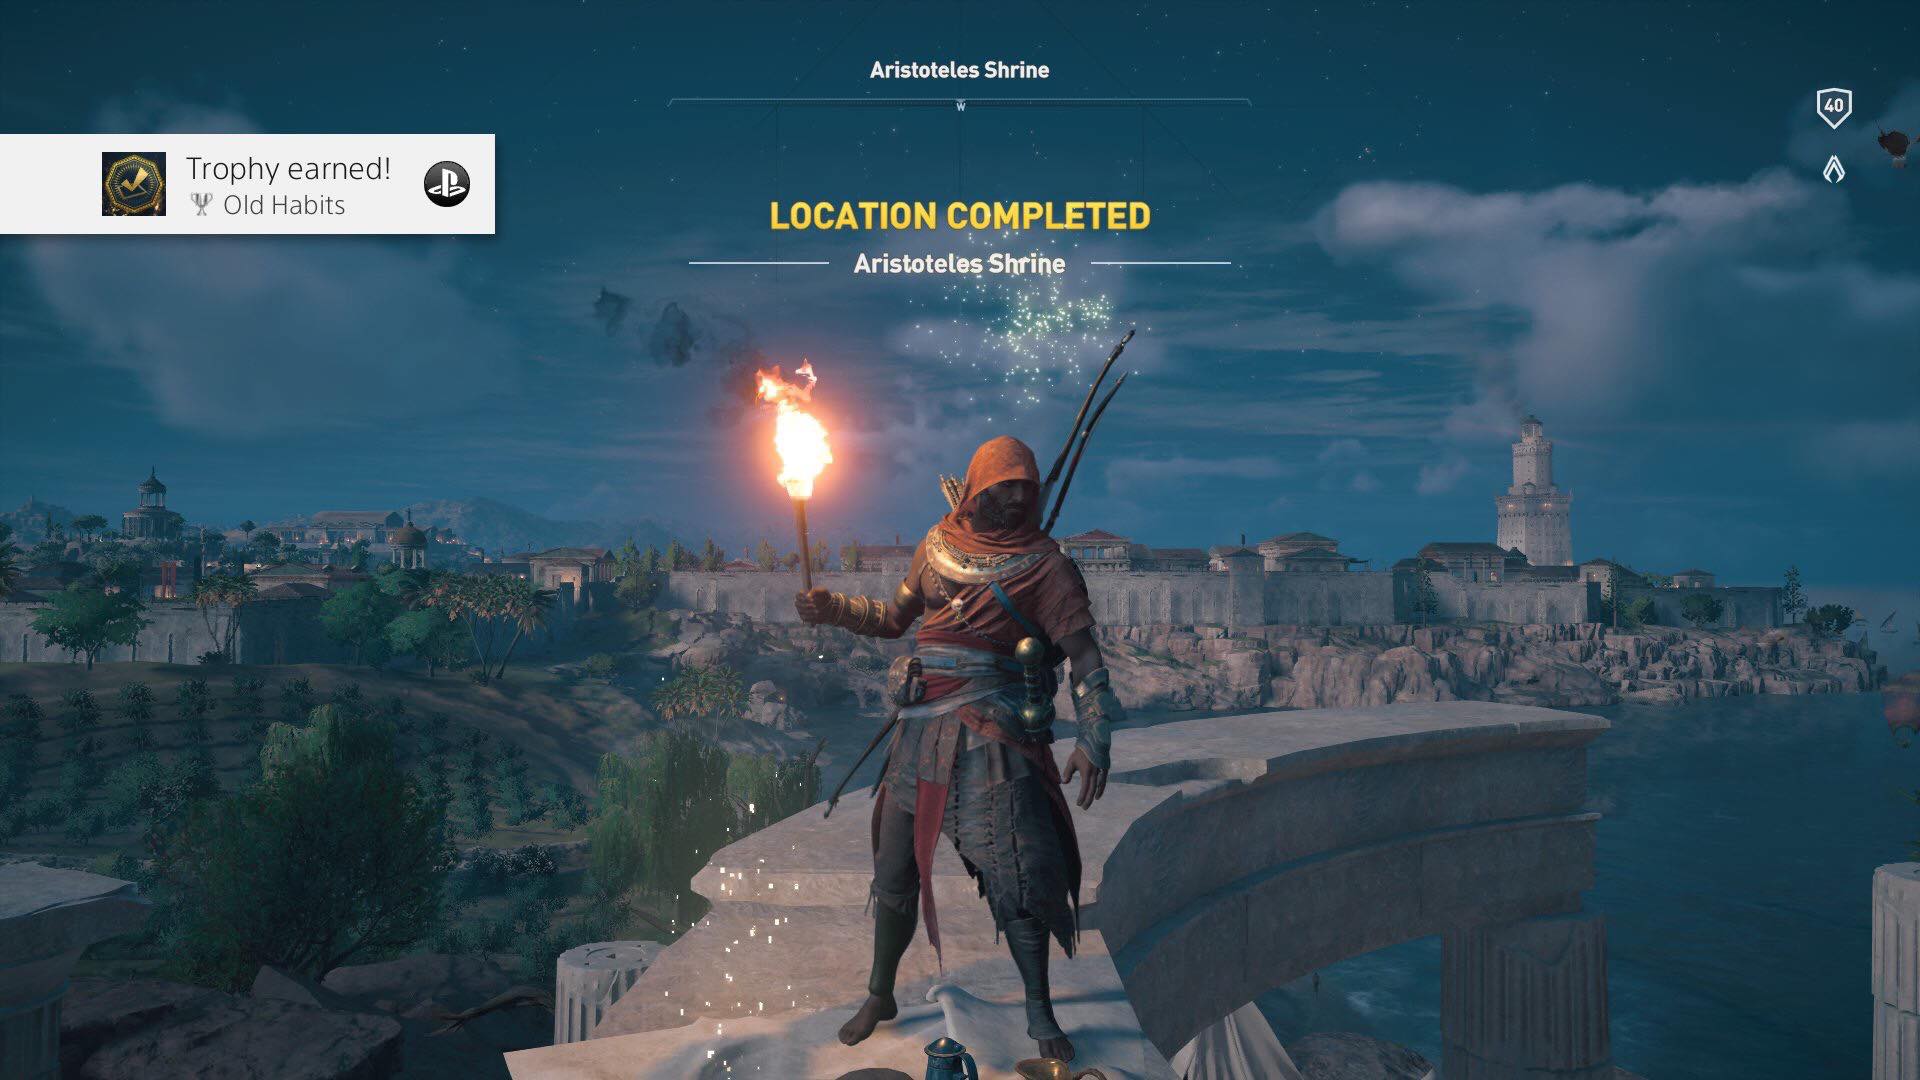 Aristoteles Shrine
W
40
Trophy earned!
Old Habits
LOCATION COMPLETED
Aristoteles Shrine